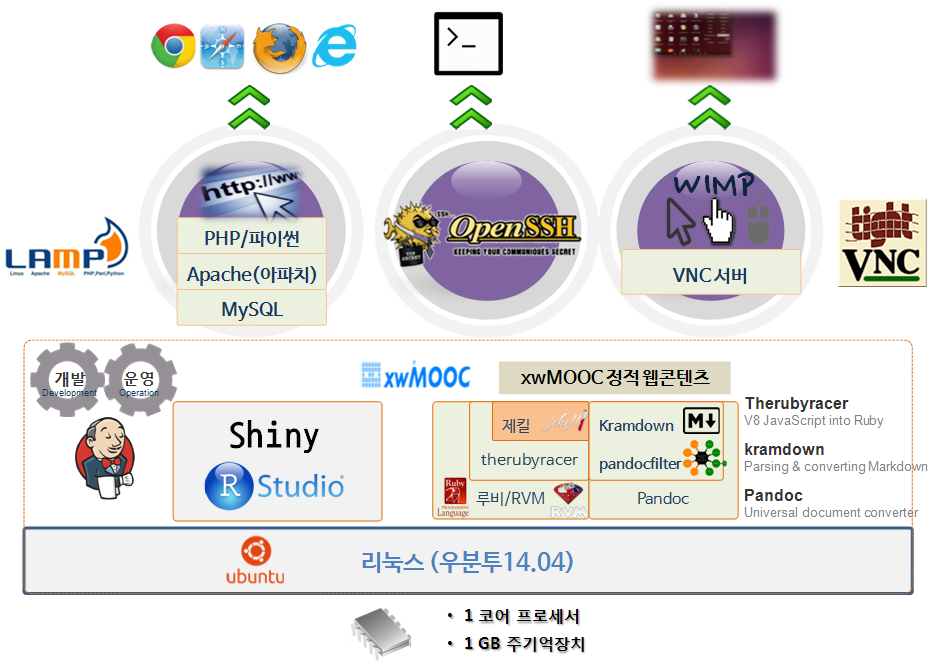 >_
http://ww
PHP/파이썬
Apache(아파치)
MySQL
LAMP
Linux Apache MySQL PHP,Perl,Python
SSH
OpenSSH
KEEPING YOUR COMMUNIQUES SECRET
TOP SECRET
WIMP
VNC서버
tight
VNC
개발
Development
운영
Operation
xwMOOC
xwMOOC정적웹콘텐츠
Shiny
R Studio
제킬
jekyll
therubyracer
Ruby
PROGRAMMING
Language
루비/RVM
RVM
Kramdown
M
pandocfilter
Pandoc
Therubyracer
V8 JavaScript into Ruby
kramdown
Parsing & converting Markdown
Pandoc
Universal document converter
ubuntu
리눅스 (우분투14.04)
• 1 코어 프로세서
• 1 GB 주기억장치